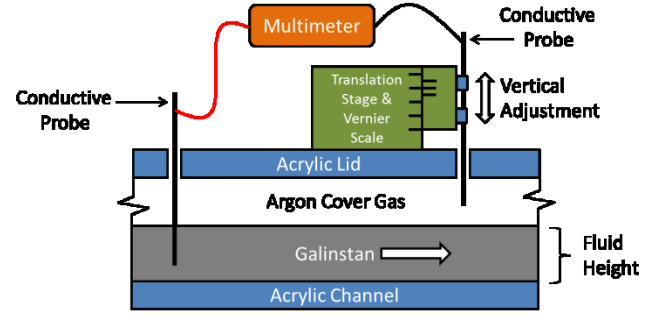 Multimeter
Conductive
Probe
Conductive
Probe
Translation
Stage &
Vernier
Scale
Vertical
Adjustment
Acrylic Lid
Argon Cover Gas
Galinstan
Fluid
Height
Acrylic Channel